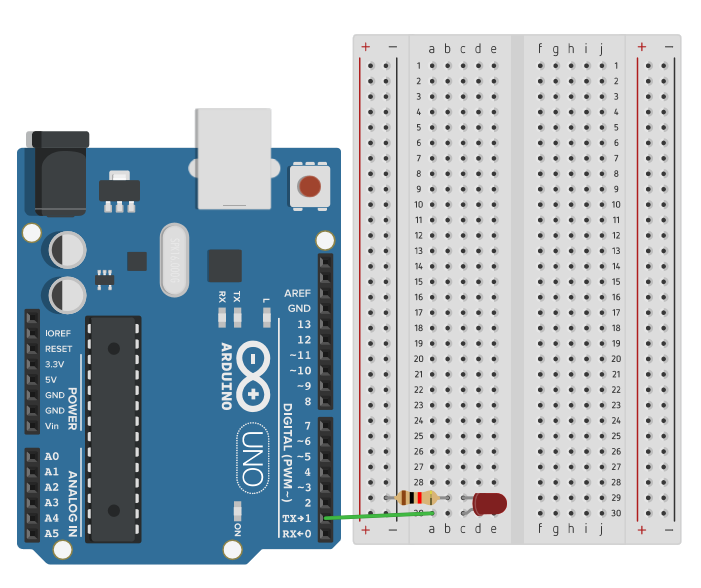 + − a b c d e f g h i j + −
1 1
2 2
3 3
4 4
5 5
6 6
7 7
8 8
9 9
10 10
11 11
12 12
13 13
14 14
15 15
16 16
17 17
18 18
19 19
20 20
21 21
22 22
23 23
24 24
25 25
26 26
27 27
28 28
29 29
30 30
+ − a b c d e f g h i j + −
AREF
GND
13
12
~11
~10
~9
8
7
~6
~5
4
~3
2
TX→1
RX←0
DIGITAL (PWM~)
RX
TX
L
ARDUINO
UNO
ON
IOREF
RESET
3.3V
5V
GND
GND
Vin
POWER
A0
A1
A2
A3
A4
A5
ANALOG IN